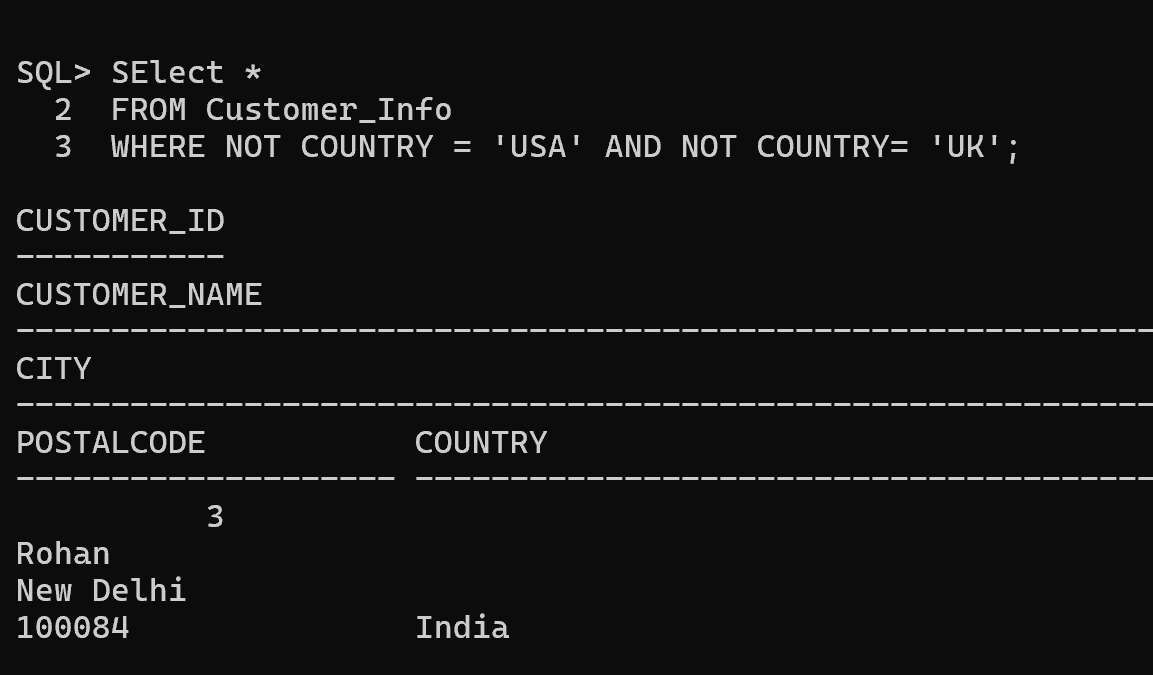 SQL> SElect *
  2  FROM Customer_Info
  3  WHERE NOT COUNTRY = 'USA' AND NOT COUNTRY= 'UK';
CUSTOMER_ID
-----------
CUSTOMER_NAME
------------------------------------------------------------
CITY
------------------------------------------------------------
POSTALCODE           COUNTRY
-------------------- ---------------------------------------
          3
Rohan
New Delhi
100084               India